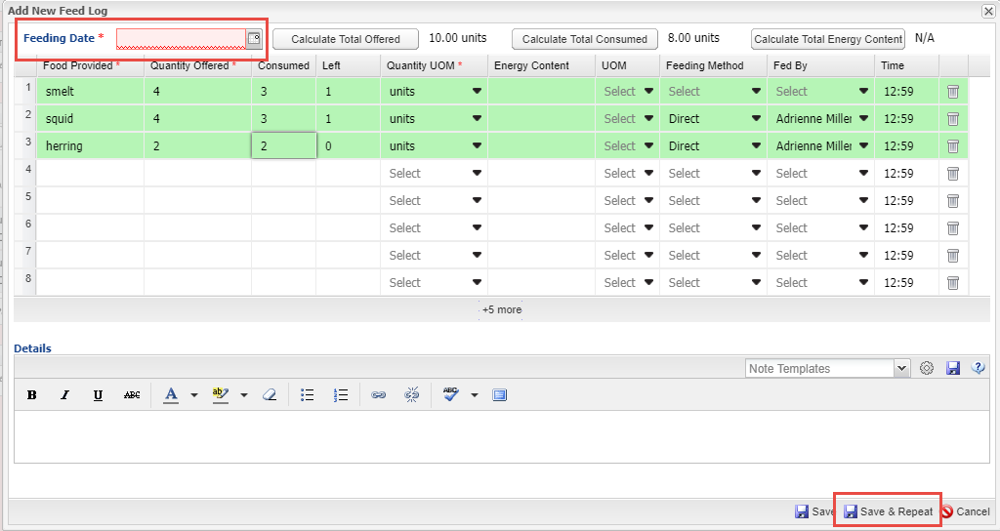 Add New Feed Log
Feeding Date * Calculate Total Offered 10.00 units Calculate Total Consumed 8.00 units Calculate Total Energy Content N/A
Food Provided * Quantity Offered * Consumed Left Quantity UOM * Energy Content UOM Feeding Method Fed By Time
1 smelt 4 3 1 units Select Select Select 12:59
2 squid 4 3 1 units Select Direct Adrienne Miller 12:59
3 herring 2 2 0 units Select Direct Adrienne Miller 12:59
4 Select Select Select Select 12:59
5 Select Select Select Select 12:59
6 Select Select Select Select 12:59
7 Select Select Select Select 12:59
8 Select Select Select Select 12:59
+5 more
Details
Note Templates
B I U ABC A ab ABC
Save Save & Repeat Cancel